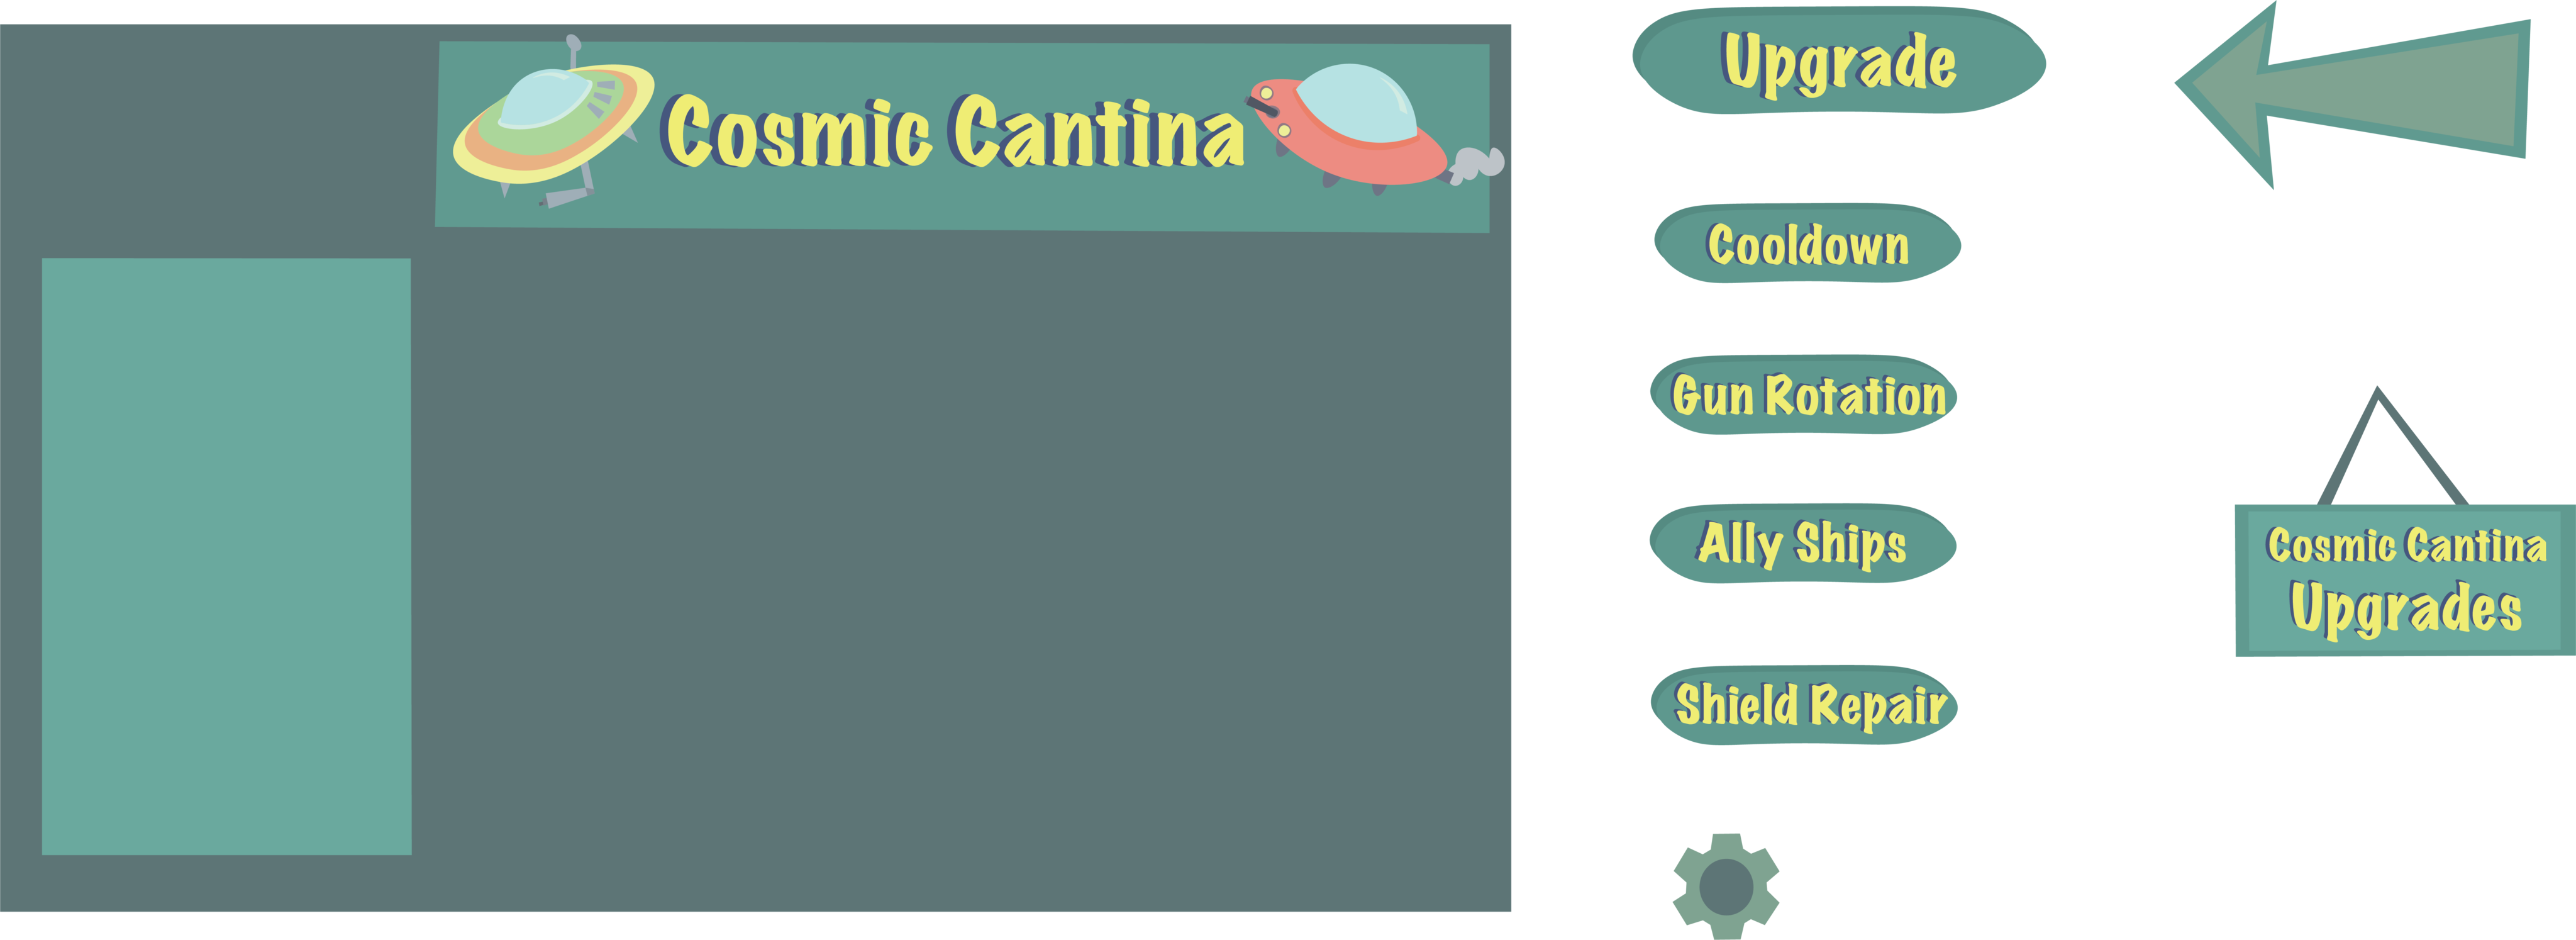 Cosmic Cantina
Upgrade
Cooldown
Gun Rotation
Ally Ships
Shield Repair
Cosmic Cantina
Upgrades